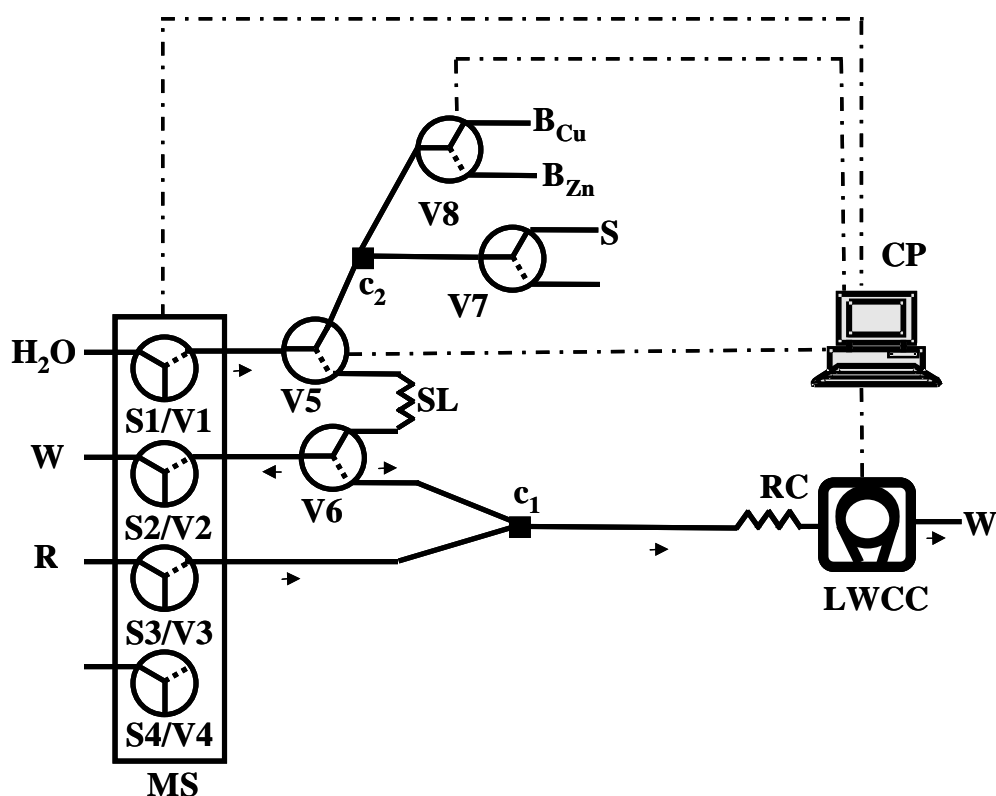 B_Cu
B_Zn
V8
S
CP
c_2
V7
H_2O
S1/V1
V5
SL
W
S2/V2
V6
c_1
RC
W
R
S3/V3
LWCC
S4/V4
MS